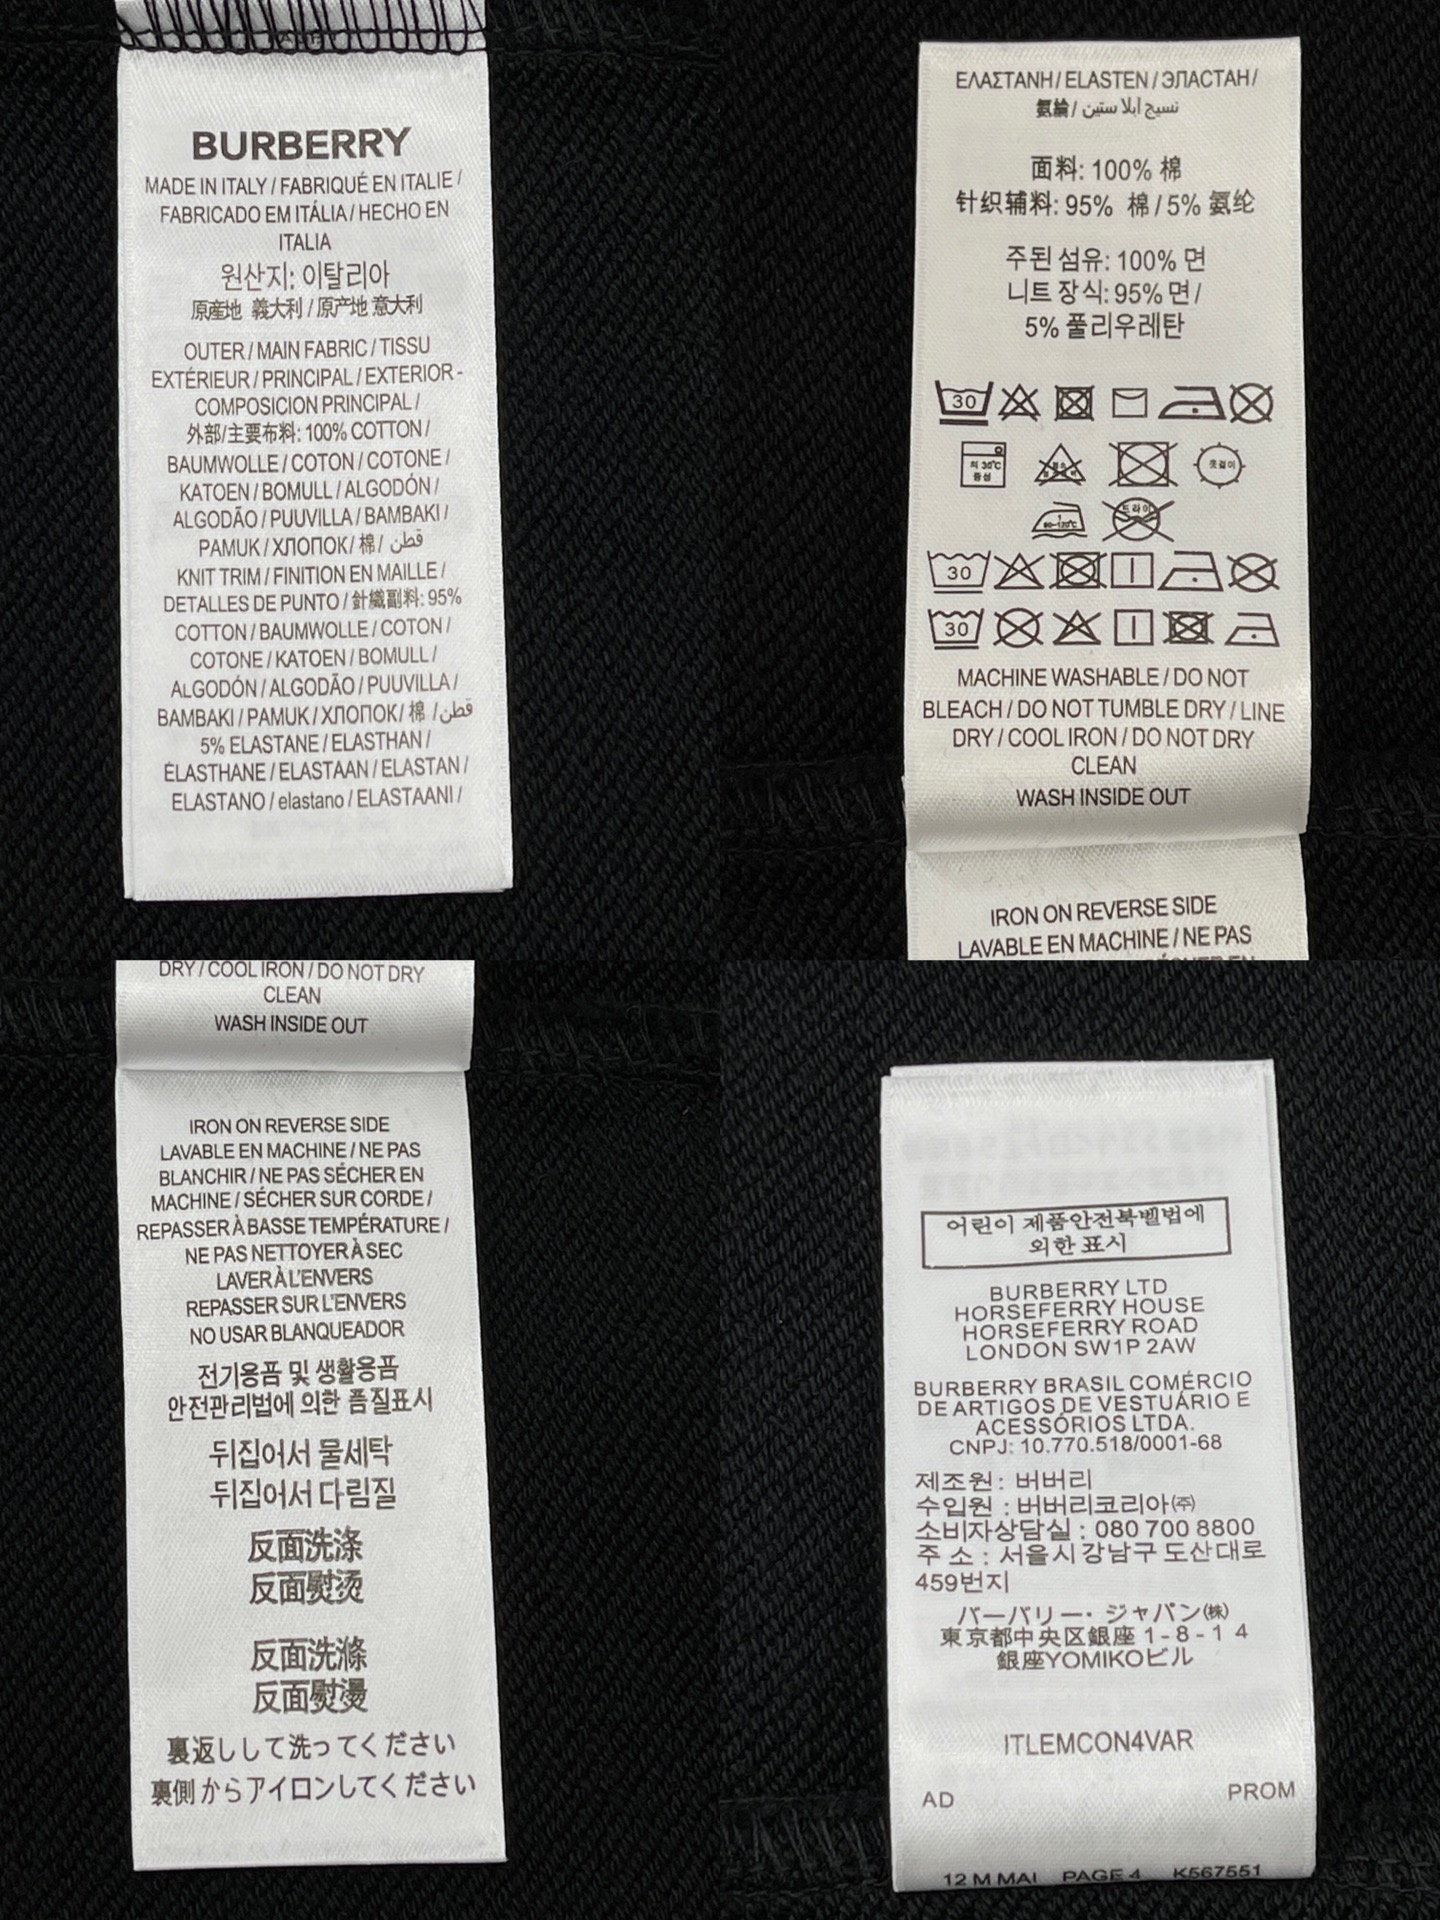 BURBERRY
MADE IN ITALY / FABRIQUÉ EN ITALIE /
FABRICADO EM ITÁLIA / HECHO EN
ITALIA
원산지: 이탈리아
原産地 義大利 / 原产地 意大利
OUTER / MAIN FABRIC / TISSU
EXTÉRIEUR / PRINCIPAL / EXTERIOR -
COMPOSICION PRINCIPAL /
外部/主要布料: 100% COTTON /
BAUMWOLLE / COTON / COTONE /
KATOEN / BOMULL / ALGODÓN /
ALGODÃO / PUUVILLA / BAMBAKI /
PAMUK / ХЛОПОК / 棉 / قطن
KNIT TRIM / FINITION EN MAILLE /
DETALLES DE PUNTO / 針織副料: 95%
COTTON / BAUMWOLLE / COTON /
COTONE / KATOEN / BOMULL /
ALGODÓN / ALGODÃO / PUUVILLA /
BAMBAKI / PAMUK / ХЛОПОК / 棉 / قطن
5% ELASTANE / ELASTHAN /
ÉLASTHANE / ELASTAAN / ELASTAN /
ELASTANO / elastano / ELASTAANI /
ΕΛΑΣΤΑΝΗ / ELASTEN / ЭЛАСТАН /
氨綸 / نسيج ابلا ستين
面料: 100% 棉
针织辅料: 95% 棉 / 5% 氨纶
주된 섬유: 100% 면
니트 장식: 95% 면 /
5% 폴리우레탄
30
약 30℃
중성
옷걸이
80~120℃
드라이
30
30
MACHINE WASHABLE / DO NOT
BLEACH / DO NOT TUMBLE DRY / LINE
DRY / COOL IRON / DO NOT DRY
CLEAN
WASH INSIDE OUT
IRON ON REVERSE SIDE
LAVABLE EN MACHINE / NE PAS
DRY / COOL IRON / DO NOT DRY
CLEAN
WASH INSIDE OUT
IRON ON REVERSE SIDE
LAVABLE EN MACHINE / NE PAS
BLANCHIR / NE PAS SÉCHER EN
MACHINE / SÉCHER SUR CORDE /
REPASSER À BASSE TEMPÉRATURE /
NE PAS NETTOYER À SEC
LAVER À L'ENVERS
REPASSER SUR L'ENVERS
NO USAR BLANQUEADOR
전기용품 및 생활용품
안전관리법에 의한 품질표시
뒤집어서 물세탁
뒤집어서 다림질
反面洗涤
反面熨烫
反面洗滌
反面熨燙
裏返しして洗ってください
裏側からアイロンしてください
어린이 제품안전북벨법에
외한 표시
BURBERRY LTD
HORSEFERRY HOUSE
HORSEFERRY ROAD
LONDON SW1P 2AW
BURBERRY BRASIL COMÉRCIO
DE ARTIGOS DE VESTUÁRIO E
ACESSÓRIOS LTDA.
CNPJ: 10.770.518/0001-68
제조원 : 버버리
수입원 : 버버리코리아㈜
소비자상담실 : 080 700 8800
주 소 : 서울시 강남구 도산대로
459번지
バーバリー・ジャパン㈱
東京都中央区銀座 1-8-1 4
銀座YOMIKOビル
ITLEMCON4VAR
AD PROM
12 M MAI PAGE 4 K567551